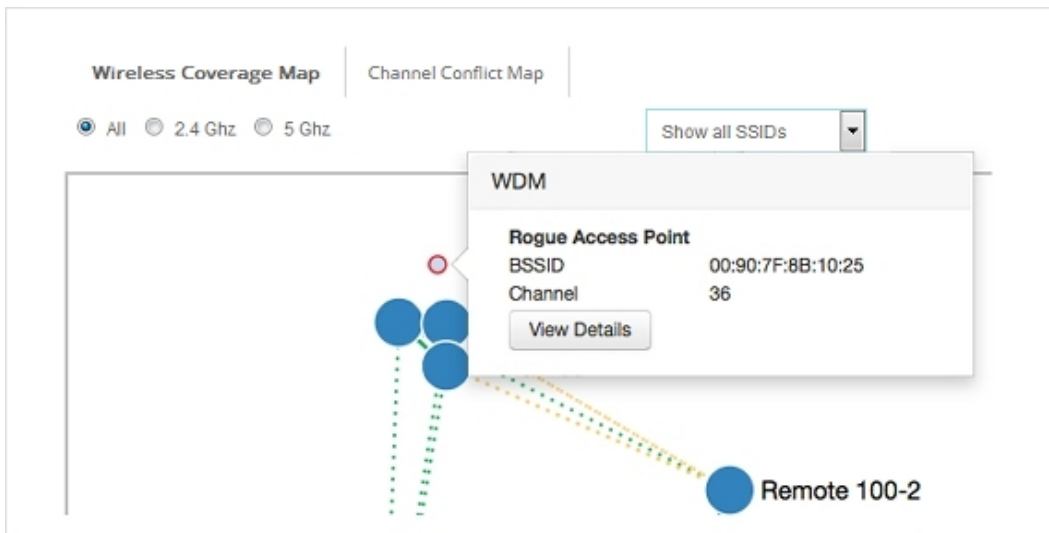 Wireless Coverage Map Channel Conflict Map
All 2.4 Ghz 5 Ghz Show all SSIDs
WDM
Rogue Access Point
BSSID 00:90:7F:8B:10:25
Channel 36
View Details
Remote 100-2